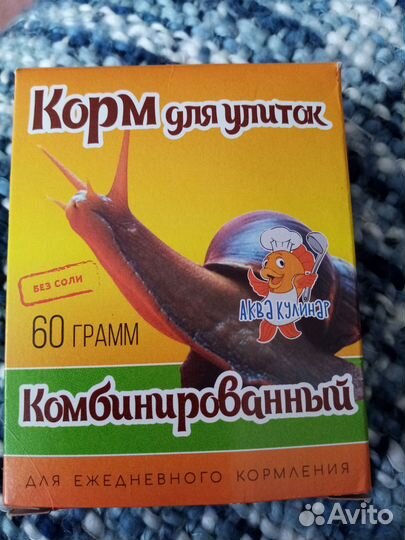 Корм для улиток
БЕЗ СОЛИ
60 ГРАММ
АКВА КУЛИНАР
Комбинированный
ДЛЯ ЕЖЕДНЕВНОГО КОРМЛЕНИЯ
Avito